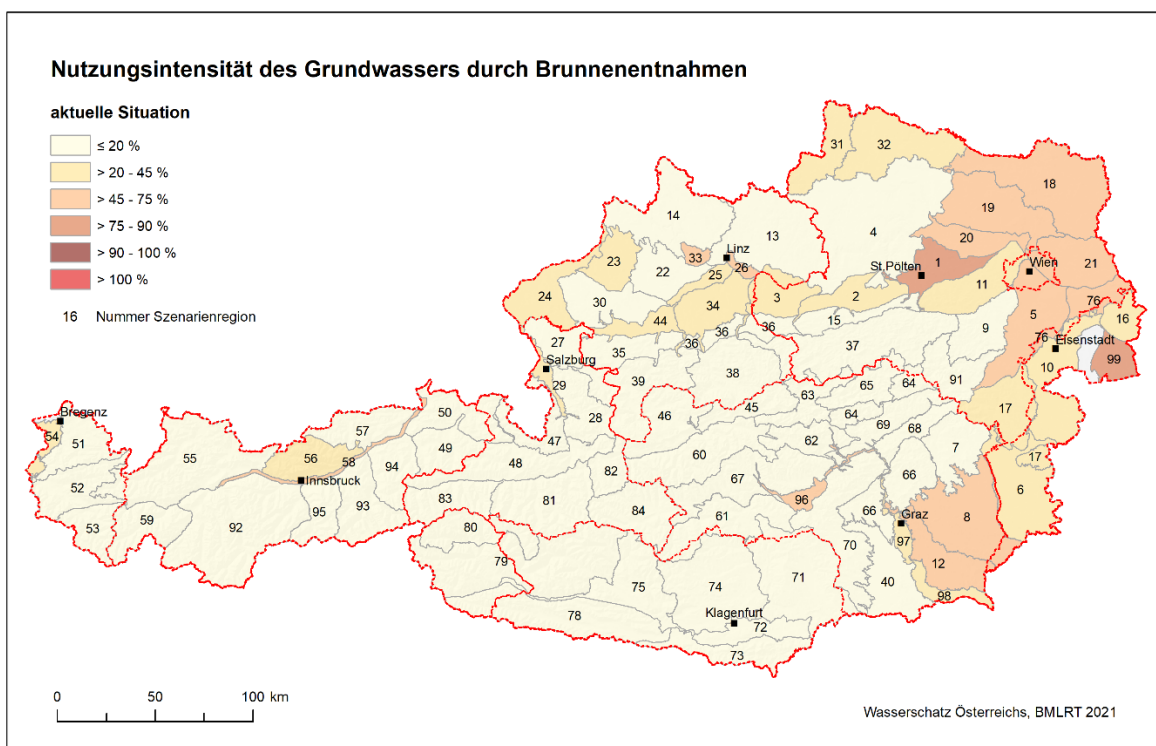 Nutzungsintensität des Grundwassers durch Brunnenentnahmen
aktuelle Situation
≤ 20 %
> 20 - 45 %
> 45 - 75 %
> 75 - 90 %
> 90 - 100 %
> 100 %
16 Nummer Szenarienregion
31 32
18
14 13 19
4 20
23 22 33 Linz 26 25
St.Pölten 1 Wien 21
24 30 34 3 2 11
44 36 15 5 76 16
27 35 36 36 37 9 76 Eisenstadt
Salzburg 39 38 10 99
29 28 65 64 91
50 46 45 63 17
Bregenz 57 64 69 68
54 51 49 47 62 7 17
55 56 58 94 48 60
52 Innsbruck 82 67 66 6
53 59 92 95 93 83 81 84 96 61 66 Graz 8
80 97
79 75 74 71 70 40 12 98
78 Klagenfurt 72
73
0 50 100 km
Wasserschatz Österreichs, BMLRT 2021